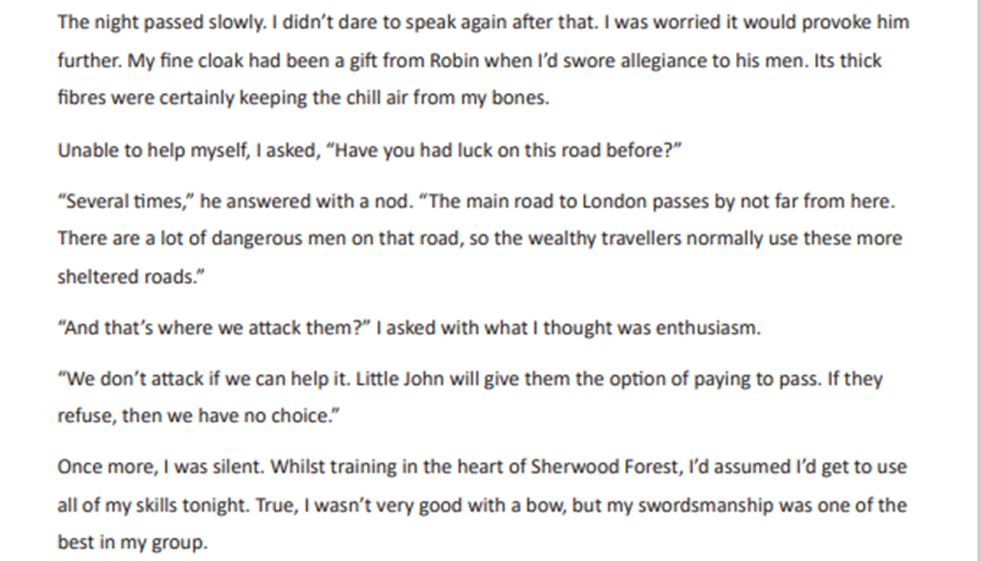 The night passed slowly. I didn’t dare to speak again after that. I was worried it would provoke him
further. My fine cloak had been a gift from Robin when I’d swore allegiance to his men. Its thick
fibres were certainly keeping the chill air from my bones.
Unable to help myself, I asked, “Have you had luck on this road before?”
“Several times,” he answered with a nod. “The main road to London passes by not far from here.
There are a lot of dangerous men on that road, so the wealthy travellers normally use these more
sheltered roads.”
“And that’s where we attack them?” I asked with what I thought was enthusiasm.
“We don’t attack if we can help it. Little John will give them the option of paying to pass. If they
refuse, then we have no choice.”
Once more, I was silent. Whilst training in the heart of Sherwood Forest, I’d assumed I’d get to use
all of my skills tonight. True, I wasn’t very good with a bow, but my swordsmanship was one of the
best in my group.